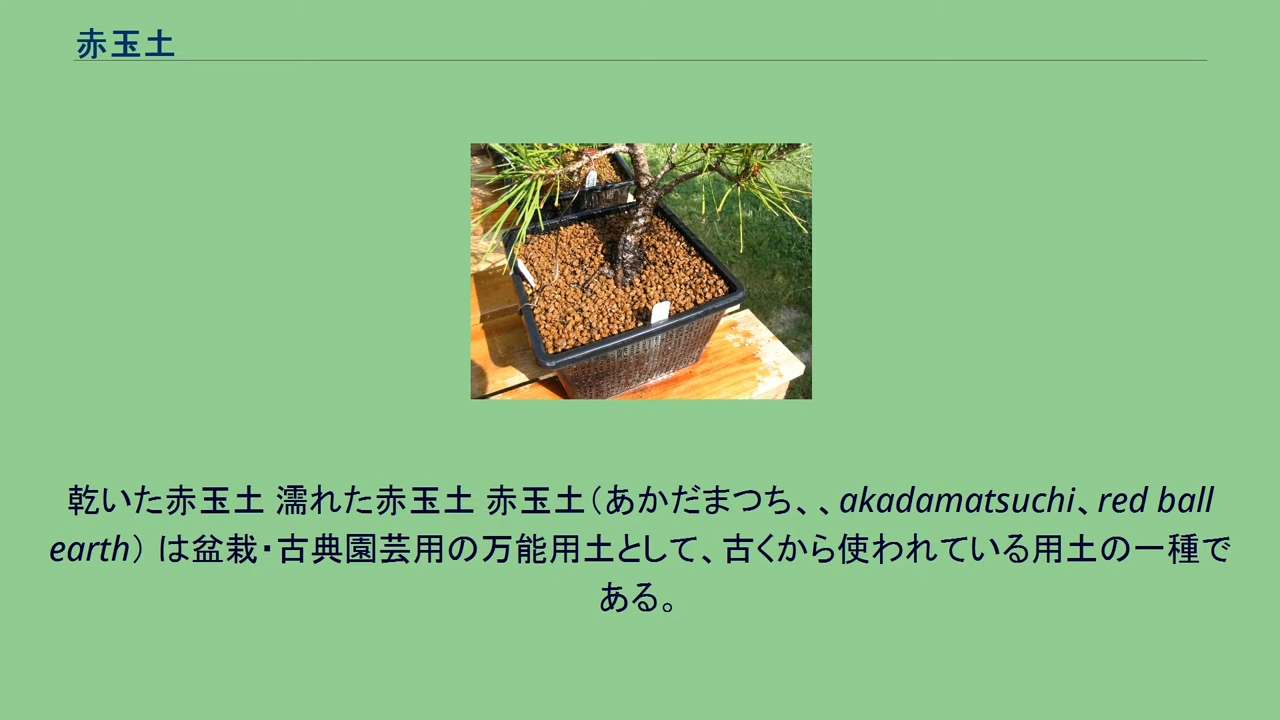 赤玉土
乾いた赤玉土 濡れた赤玉土 赤玉土（あかだまつち、、akadamatsuchi、red ball
earth）は盆栽・古典園芸用の万能用土として、古くから使われている用土の一種で
ある。